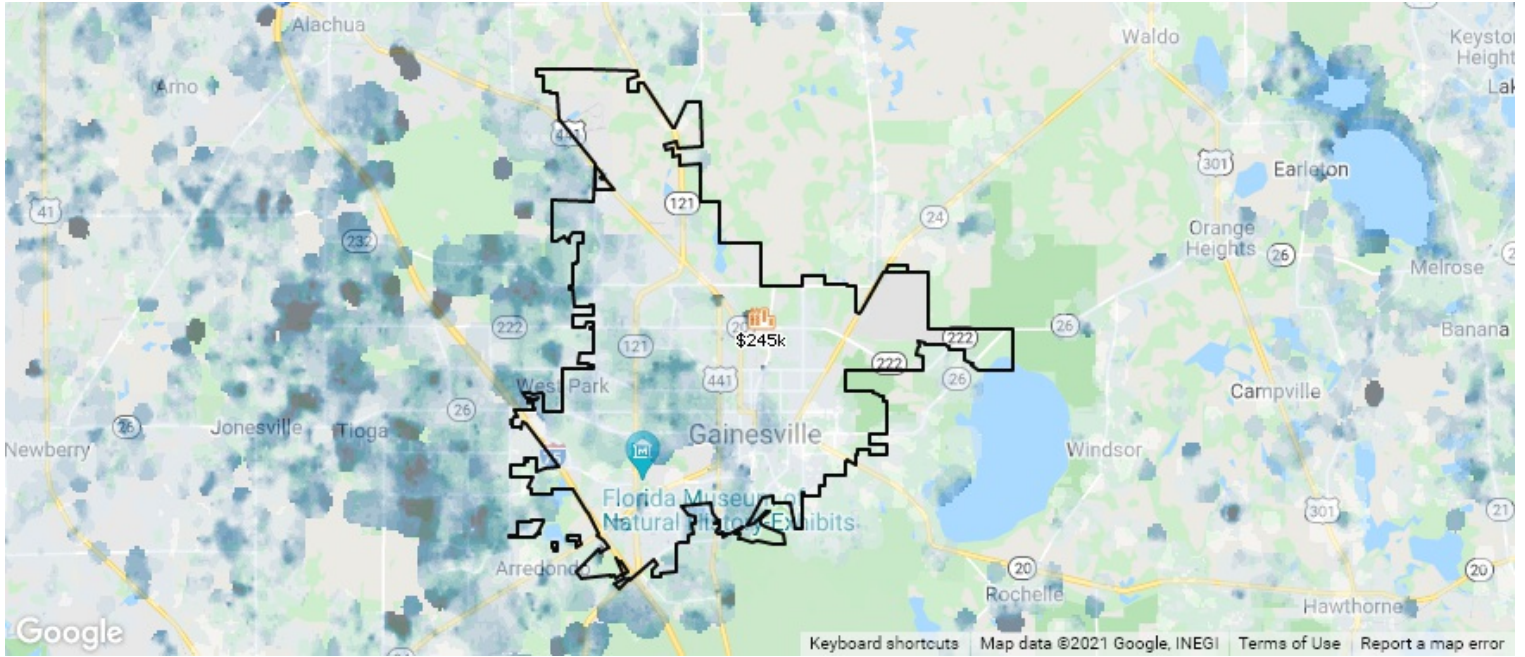 Alachua
Waldo
Keystone
Height
Arno
Lak
441
301
Earleton
41
121
24
Orange
Heights
232
26
Melrose
222
121
$245k
222
222
26
Banana
West Park
441
26
Campville
26
Jonesville
Tioga
Newberry
Gainesville
Windsor
Florida Museum of
Natural History-Exhibits
301
21
Arredondo
20
Rochelle
20
Hawthorne
Google
Keyboard shortcuts
Map data ©2021 Google, INEGI
Terms of Use
Report a map error